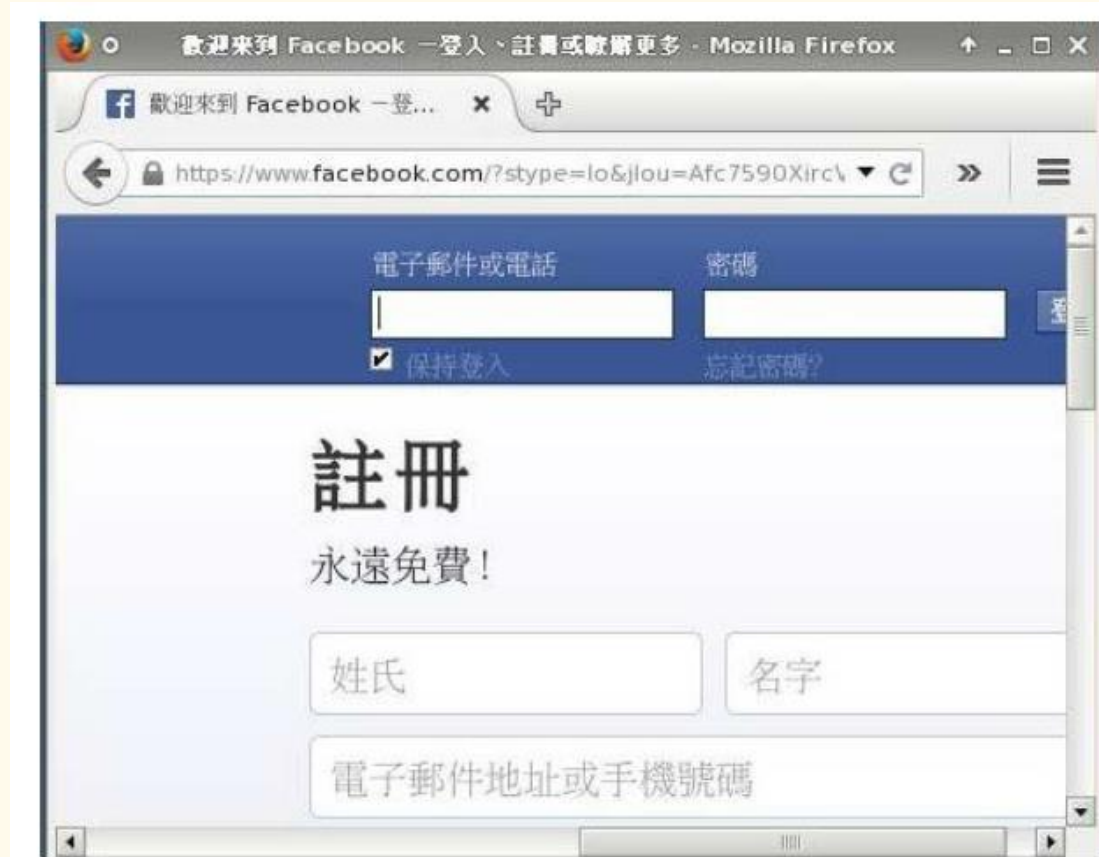 歡迎來到 Facebook －登入、註冊或瞭解更多 - Mozilla Firefox
歡迎來到 Facebook －登...
https://www.facebook.com/?stype=lo&jlou=Afc7590Xirc\
電子郵件或電話 密碼
登
保持登入 忘記密碼?
註冊
永遠免費!
姓氏 名字
電子郵件地址或手機號碼